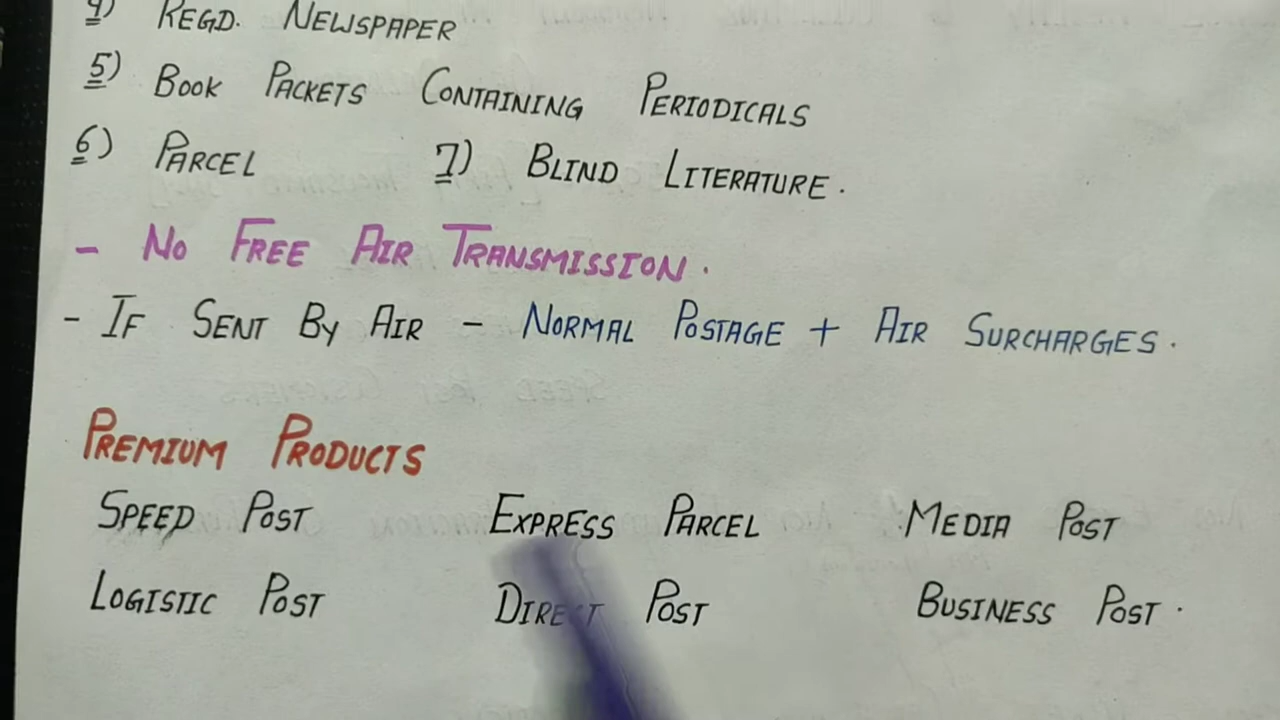 4) REGD. NEWSPAPER
5) BOOK PACKETS CONTAINING PERIODICALS
6) PARCEL 7) BLIND LITERATURE.
- NO FREE AIR TRANSMISSION.
- IF SENT BY AIR - NORMAL POSTAGE + AIR SURCHARGES.
PREMIUM PRODUCTS
SPEED POST EXPRESS PARCEL MEDIA POST
LOGISTIC POST DIRECT POST BUSINESS POST.